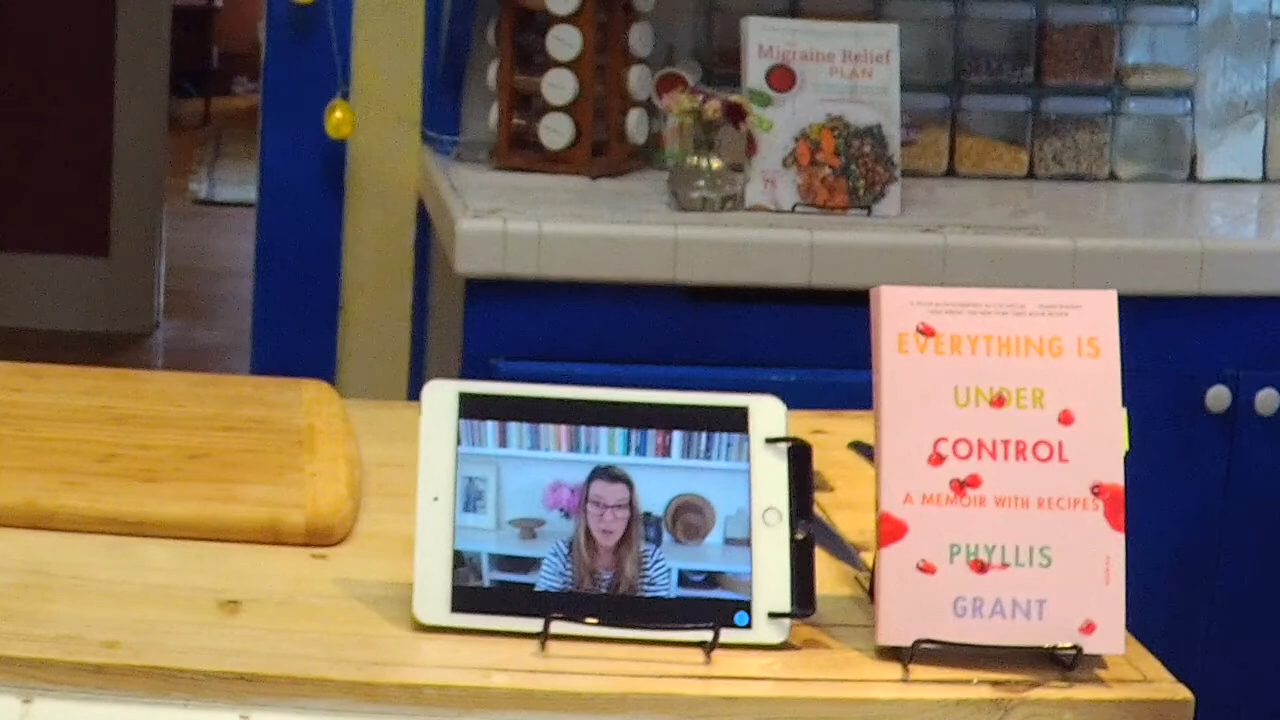 Migraine Relief
PLAN
EVERYTHING IS
UNDER
CONTROL
A MEMOIR WITH RECIPES
PHYLLIS
GRANT